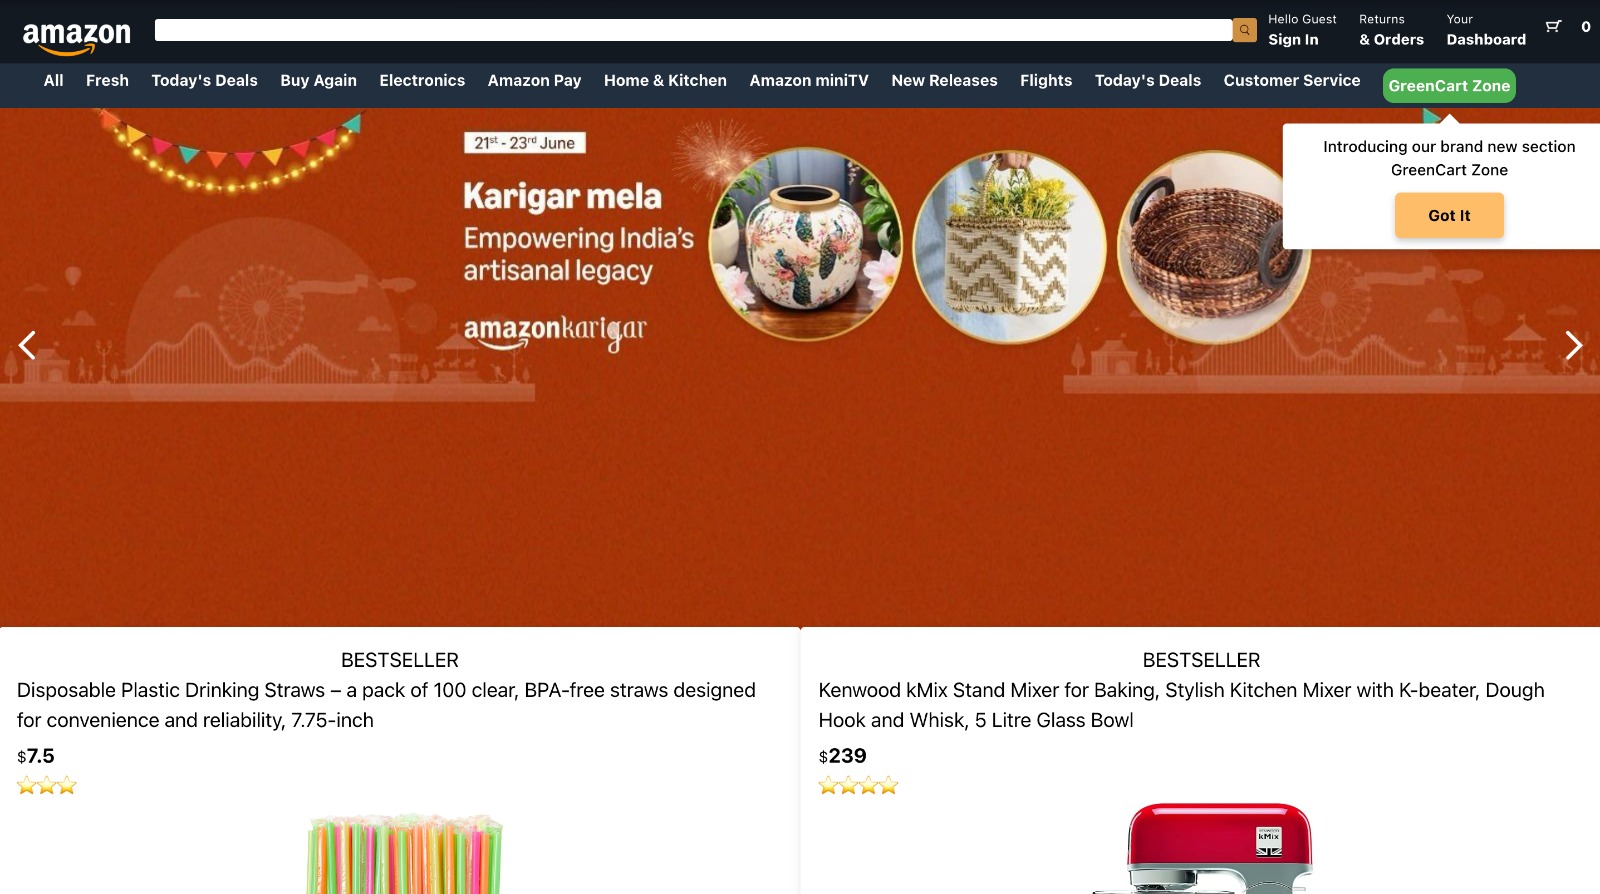 amazon
Hello Guest
Sign In
Returns
& Orders
Your
Dashboard
0
All Fresh Today's Deals Buy Again Electronics Amazon Pay Home & Kitchen Amazon miniTV New Releases Flights Today's Deals Customer Service GreenCart Zone
Introducing our brand new section
GreenCart Zone
Got It
21st - 23rd June
Karigar mela
Empowering India's
artisanal legacy
amazonkarigar
BESTSELLER
Disposable Plastic Drinking Straws – a pack of 100 clear, BPA-free straws designed
for convenience and reliability, 7.75-inch
$7.5
BESTSELLER
Kenwood kMix Stand Mixer for Baking, Stylish Kitchen Mixer with K-beater, Dough
Hook and Whisk, 5 Litre Glass Bowl
$239
kMix